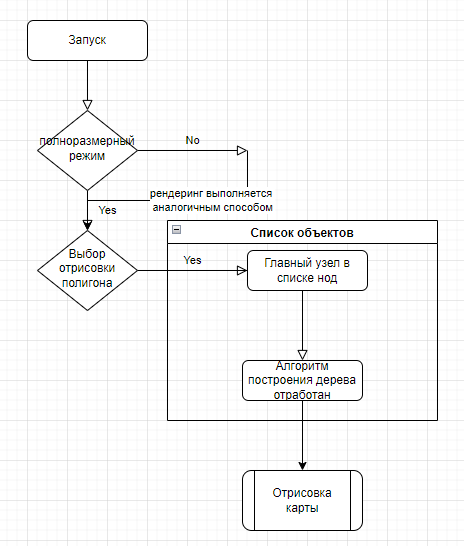 Запуск
полноразмерный
режим
No
рендеринг выполняется
аналогичным способом
Yes
Выбор
отрисовки
полигона
Yes
Список объектов
Главный узел в
списке нод
Алгоритм
построения дерева
отработан
Отрисовка
карты